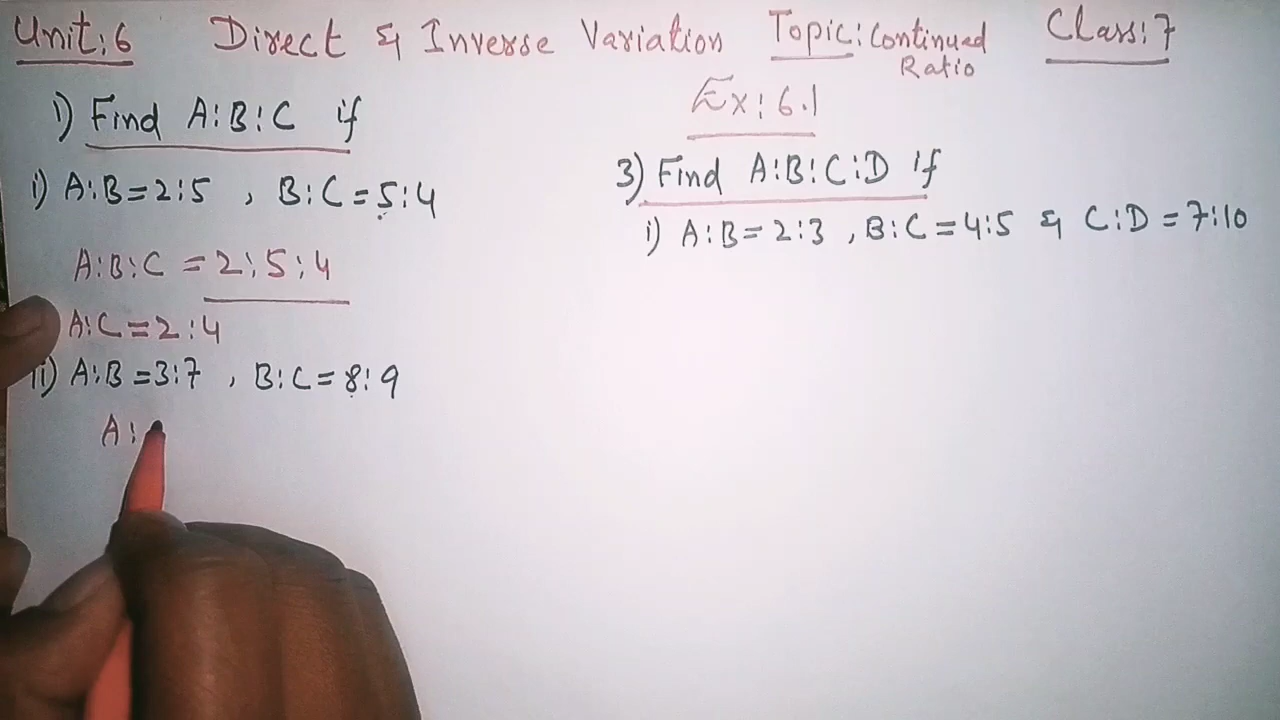 Unit:6 Direct & Inverse Variation Topic: Continued Ratio Class:7
Ex:6.1
1) Find A:B:C if
i) A:B=2:5 , B:C=5:4
A:B:C = 2:5:4
A:C=2:4
ii) A:B=3:7 , B:C=8:9
A:
3) Find A:B:C:D If
i) A:B=2:3 , B:C=4:5 & C:D=7:10